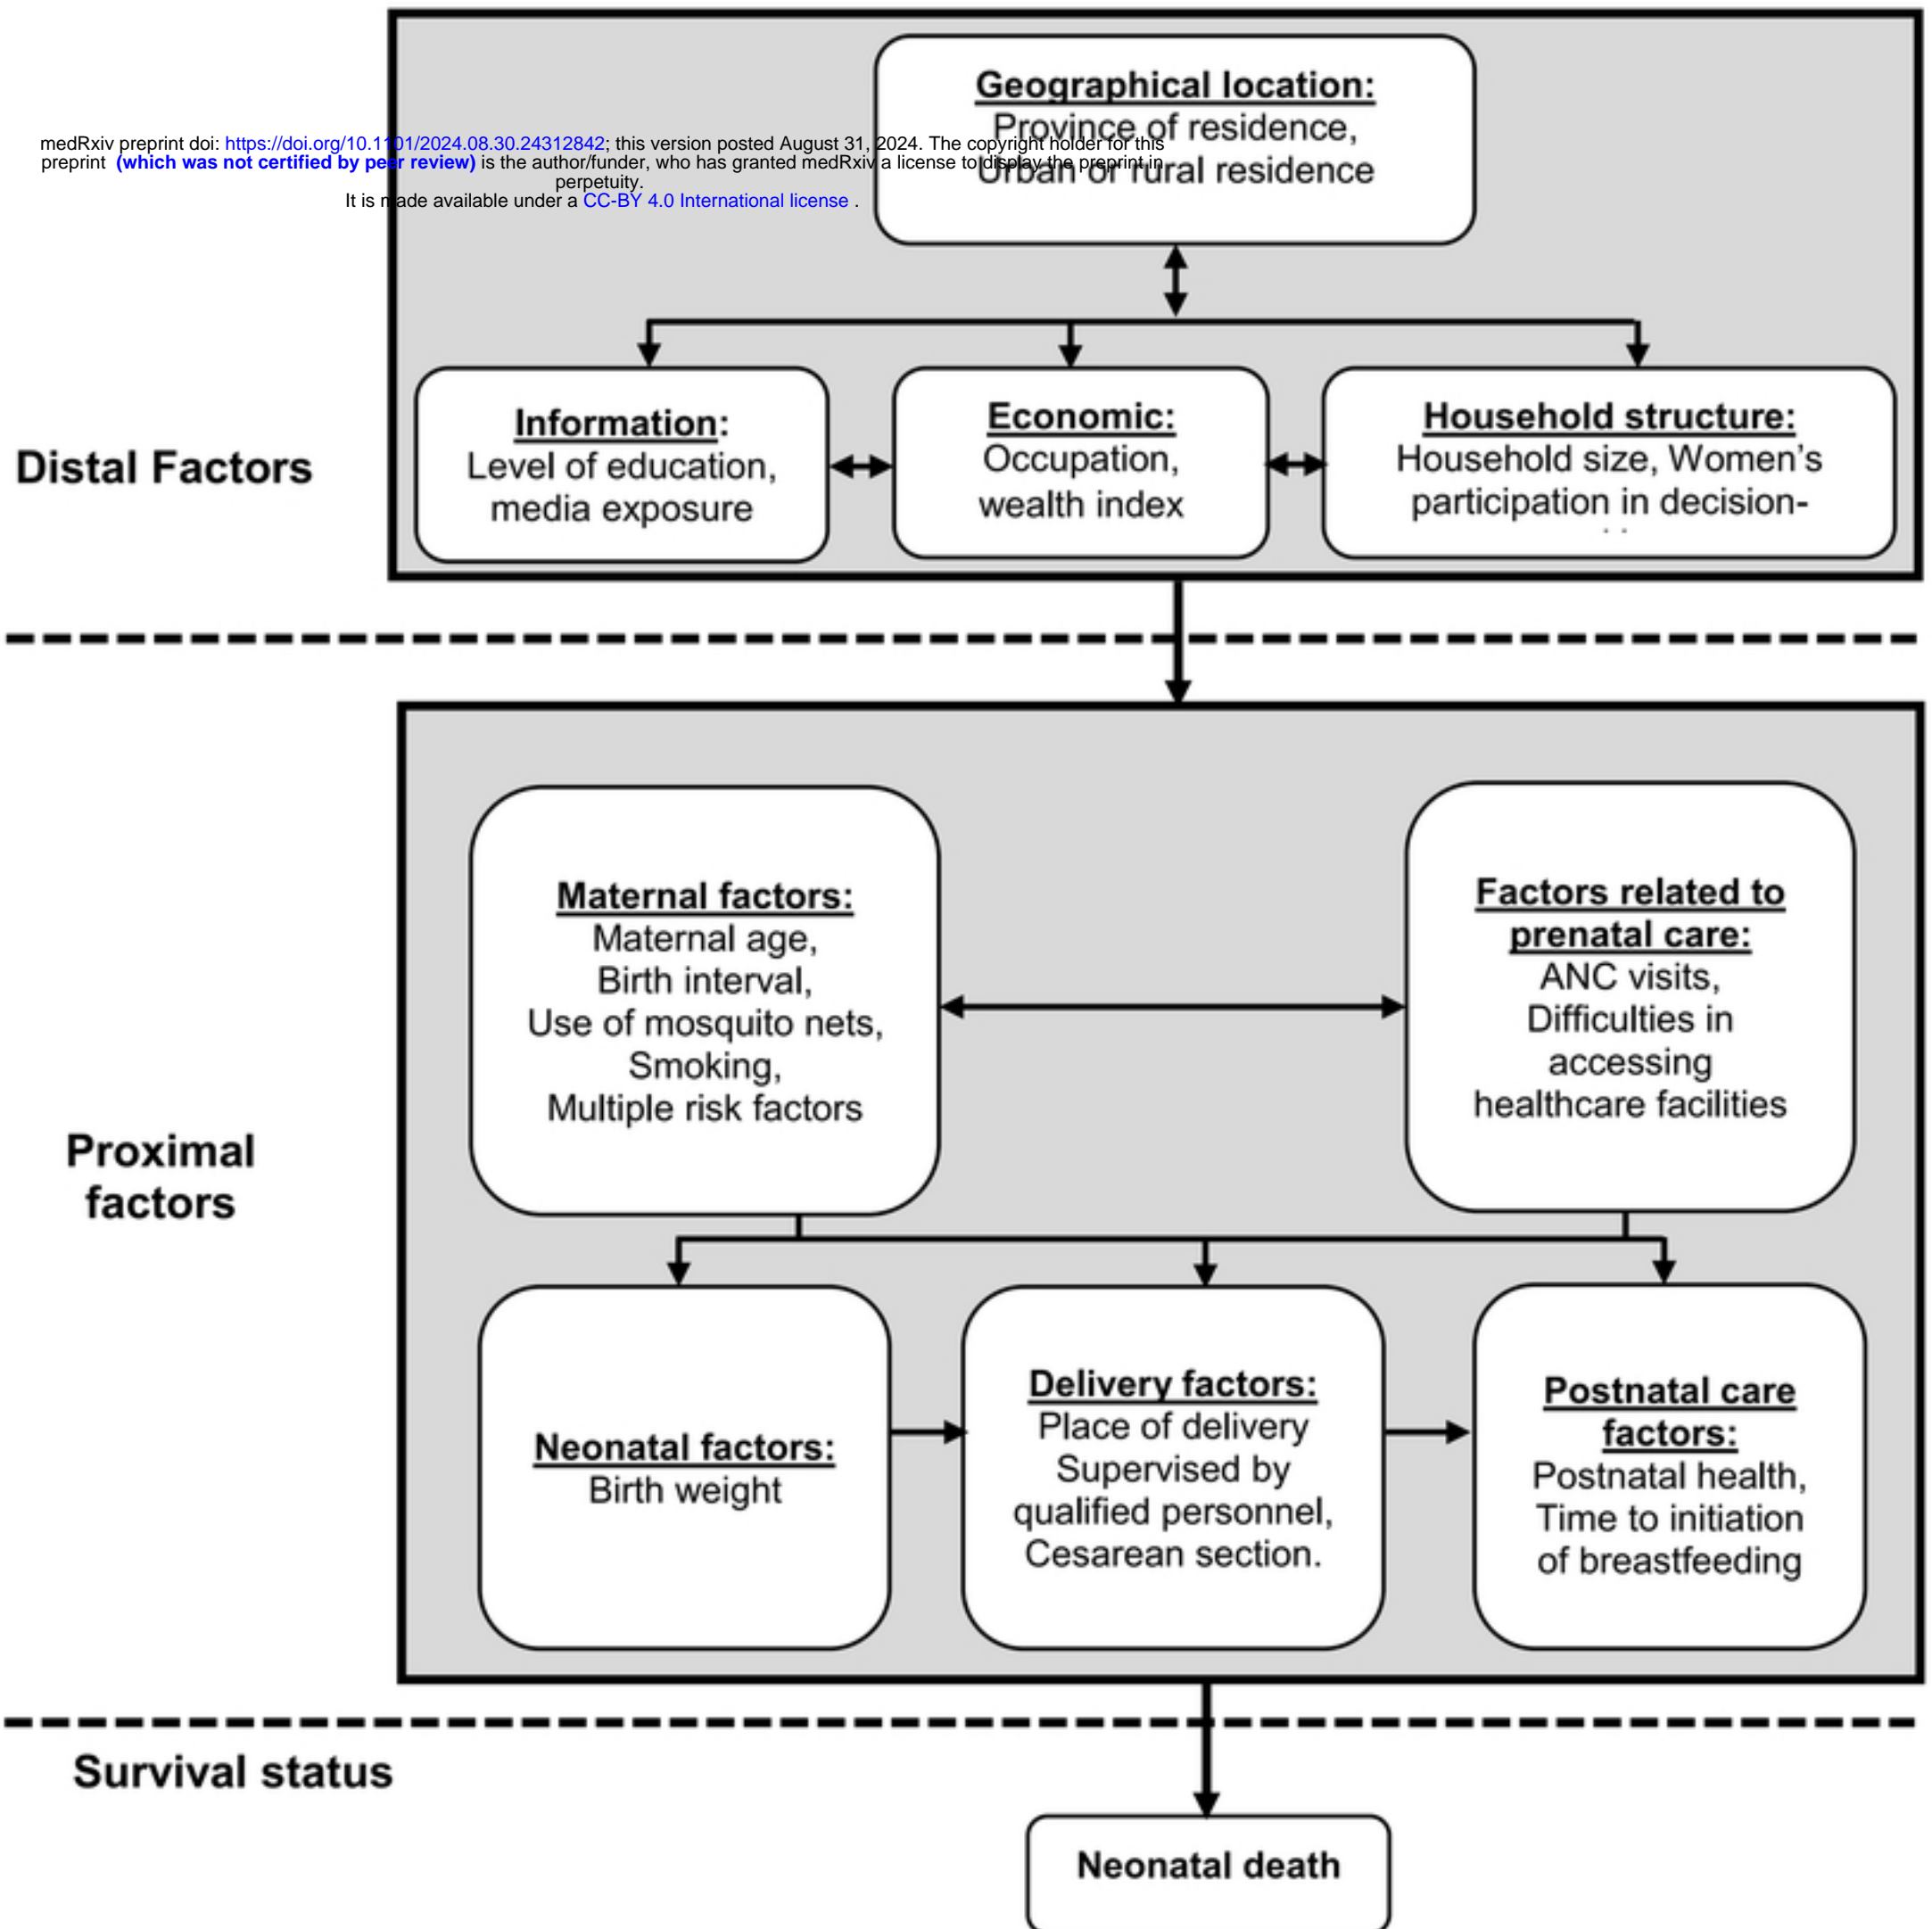 Geographical location:
Province of residence,
Urban or rural residence
medRxiv preprint doi: https://doi.org/10.1101/2024.08.30.24312842; this version posted August 31, 2024. The copyright holder for this
preprint (which was not certified by peer review) is the author/funder, who has granted medRxiv a license to display the preprint in
perpetuity.
It is made available under a CC-BY 4.0 International license .
Distal Factors
Information:
Level of education,
media exposure
Economic:
Occupation,
wealth index
Household structure:
Household size, Women's
participation in decision-
Proximal
factors
Maternal factors:
Maternal age,
Birth interval,
Use of mosquito nets,
Smoking,
Multiple risk factors
Factors related to
prenatal care:
ANC visits,
Difficulties in
accessing
healthcare facilities
Neonatal factors:
Birth weight
Delivery factors:
Place of delivery
Supervised by
qualified personnel,
Cesarean section.
Postnatal care
factors:
Postnatal health,
Time to initiation
of breastfeeding
Survival status
Neonatal death